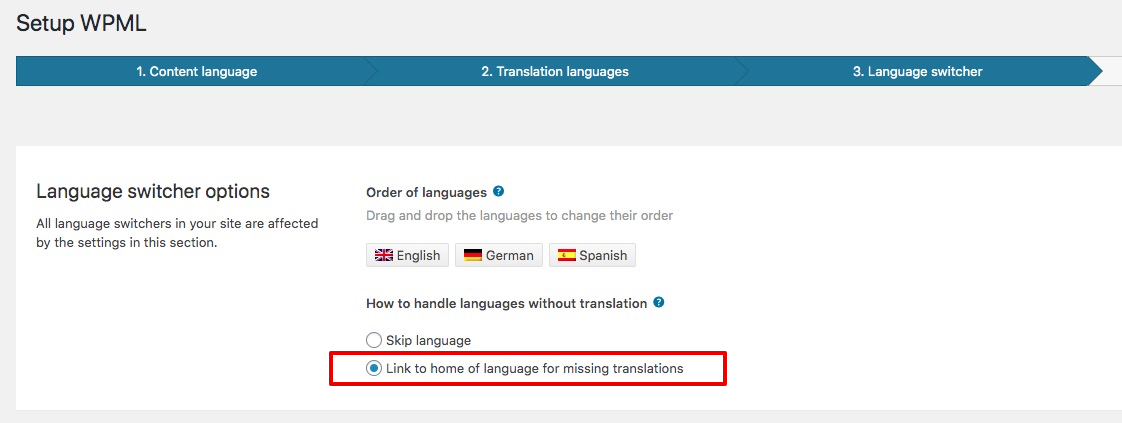 Setup WPML
1. Content language
2. Translation languages
3. Language switcher
Language switcher options
All language switchers in your site are affected
by the settings in this section.
Order of languages ?
Drag and drop the languages to change their order
English
German
Spanish
How to handle languages without translation ?
Skip language
Link to home of language for missing translations